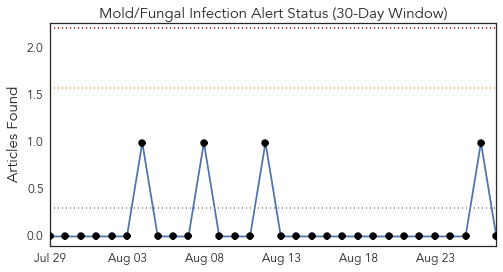 Mold/Fungal Infection Alert Status (30-Day Window)
Articles Found
2.0
1.5
1.0
0.5
0.0
Jul 29 Aug 03 Aug 08 Aug 13 Aug 18 Aug 23